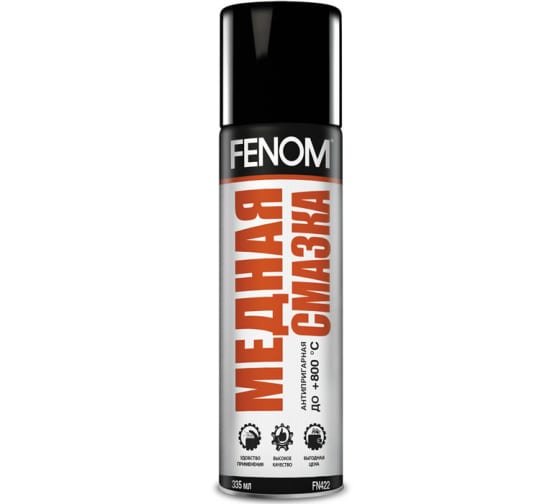 FENOM
МЕДНАЯ
СМАЗКА
АНТИПРИГАРНАЯ
ДО +800 °C
УДОБСТВО
ПРИМЕНЕНИЯ
ВЫСОКОЕ
КАЧЕСТВО
ВЫГОДНАЯ
ЦЕНА
335 мл
FN422